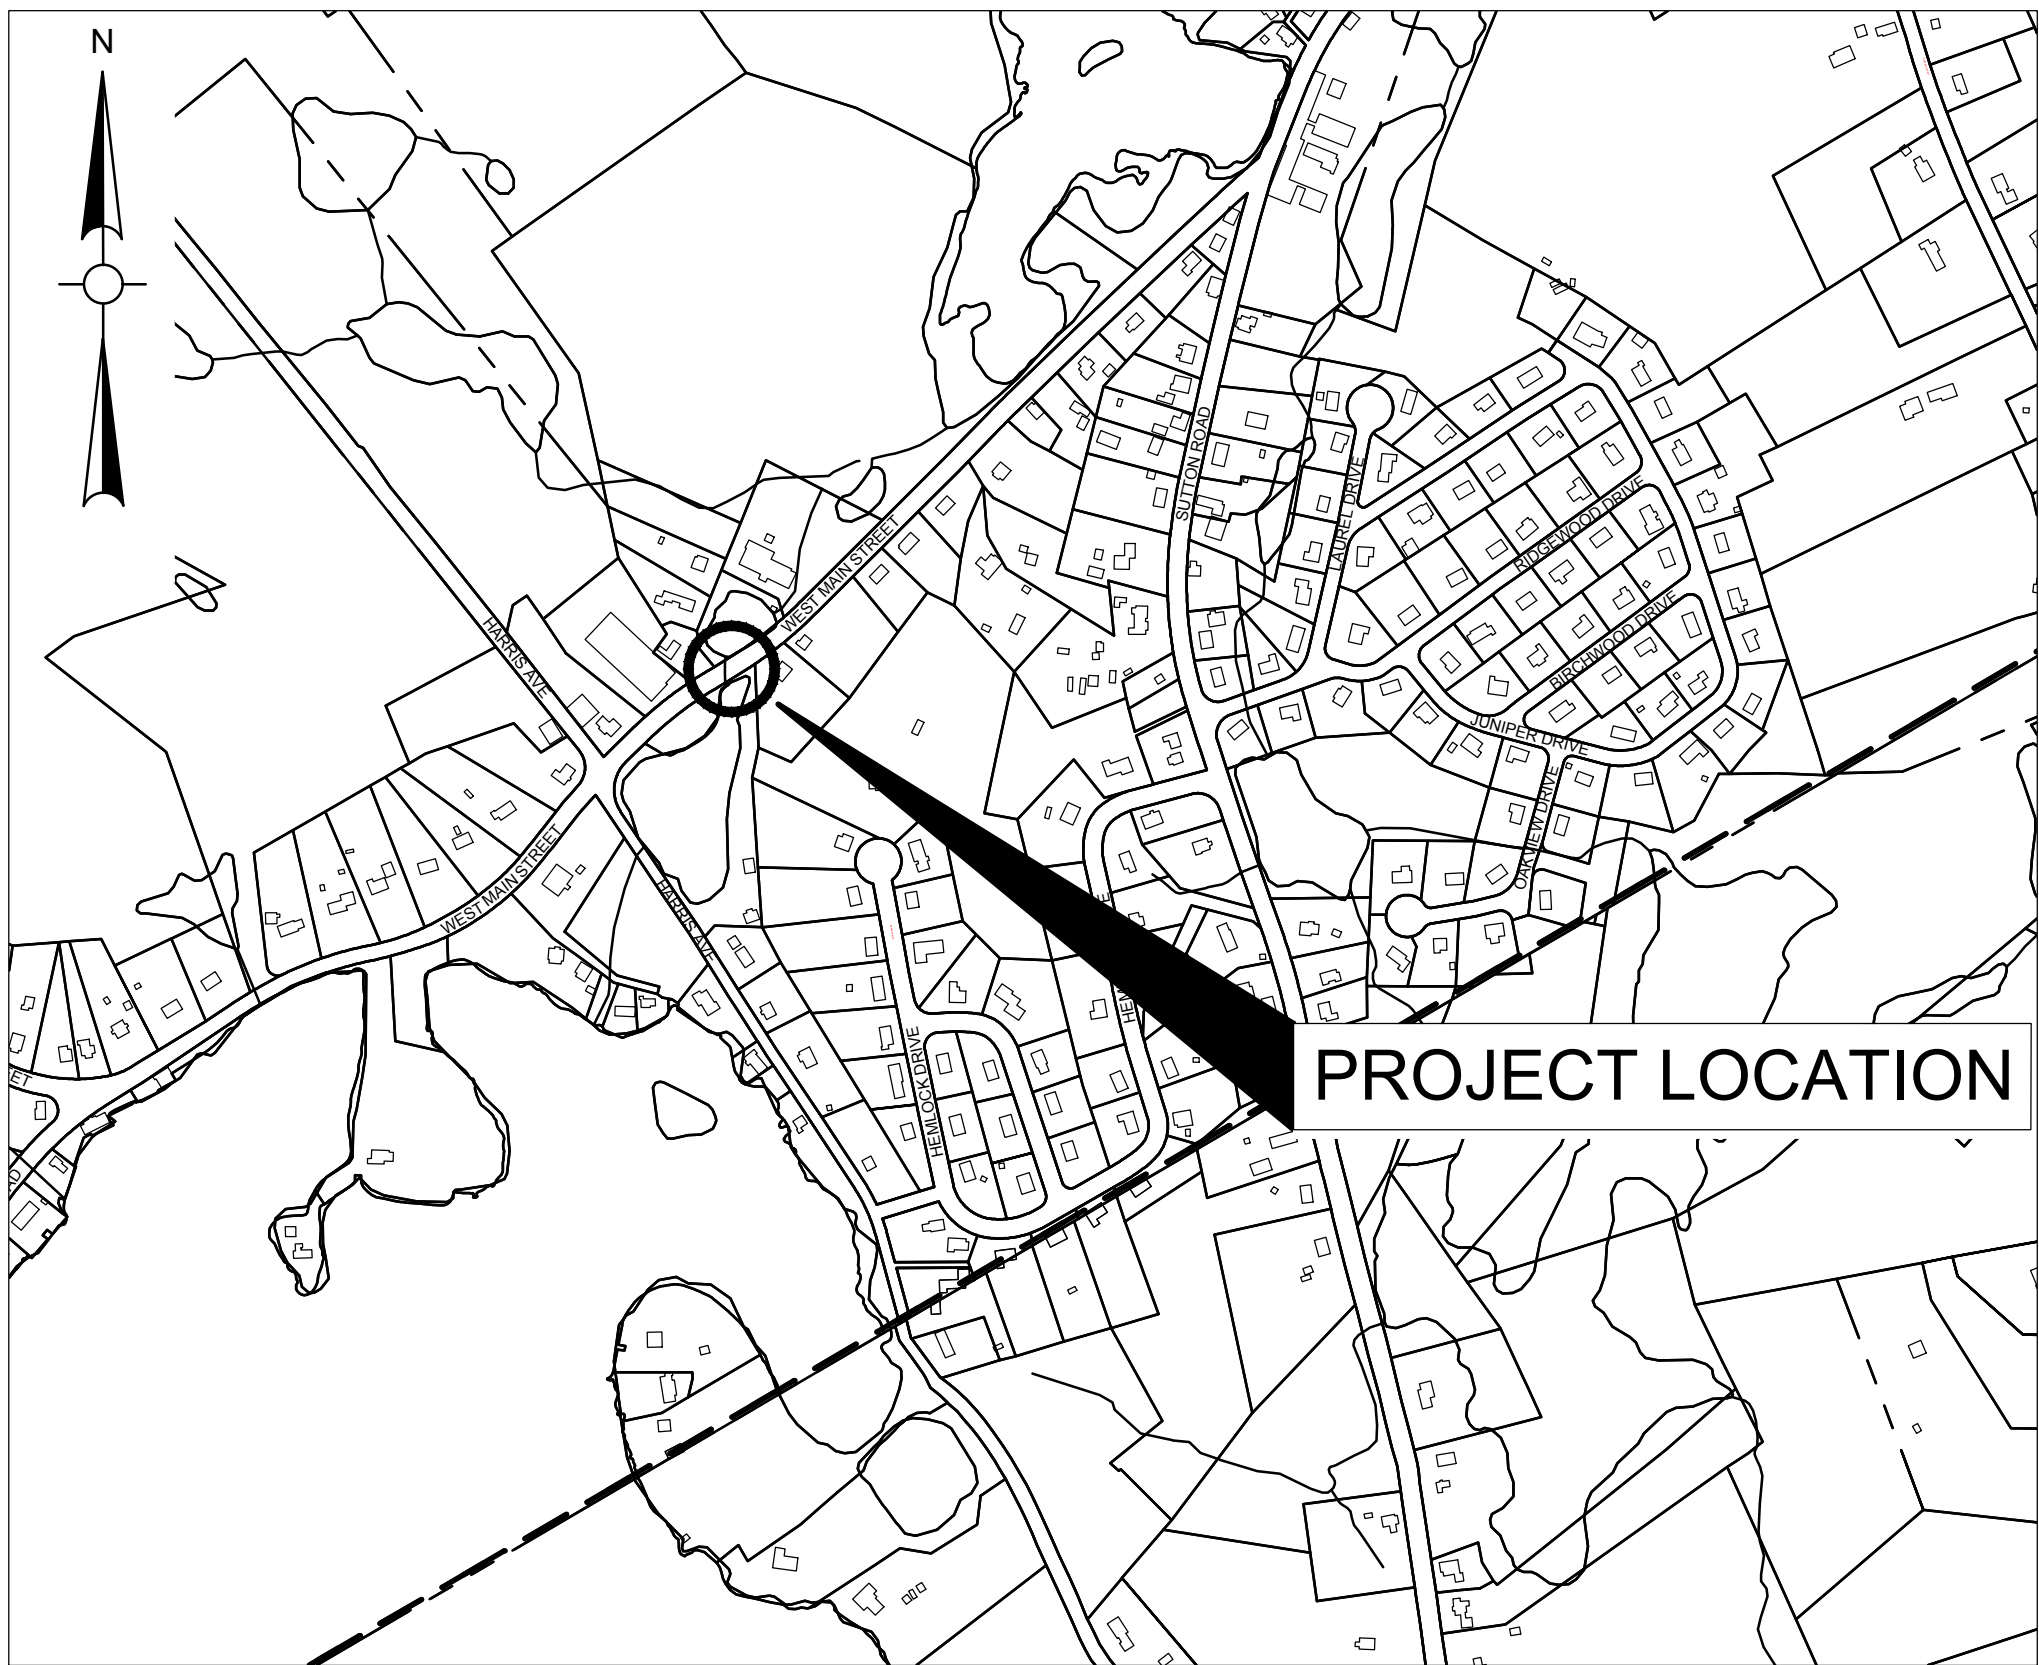 N
SUTTON ROAD
LAUREL DRIVE
RIDGEWOOD DRIVE
WEST MAIN STREET
BIRCHWOOD DRIVE
HARRIS AVE
JUNIPER DRIVE
OAKVIEW DRIVE
WEST MAIN STREET
HARRIS AVE
HEMLOCK DRIVE
PROJECT LOCATION